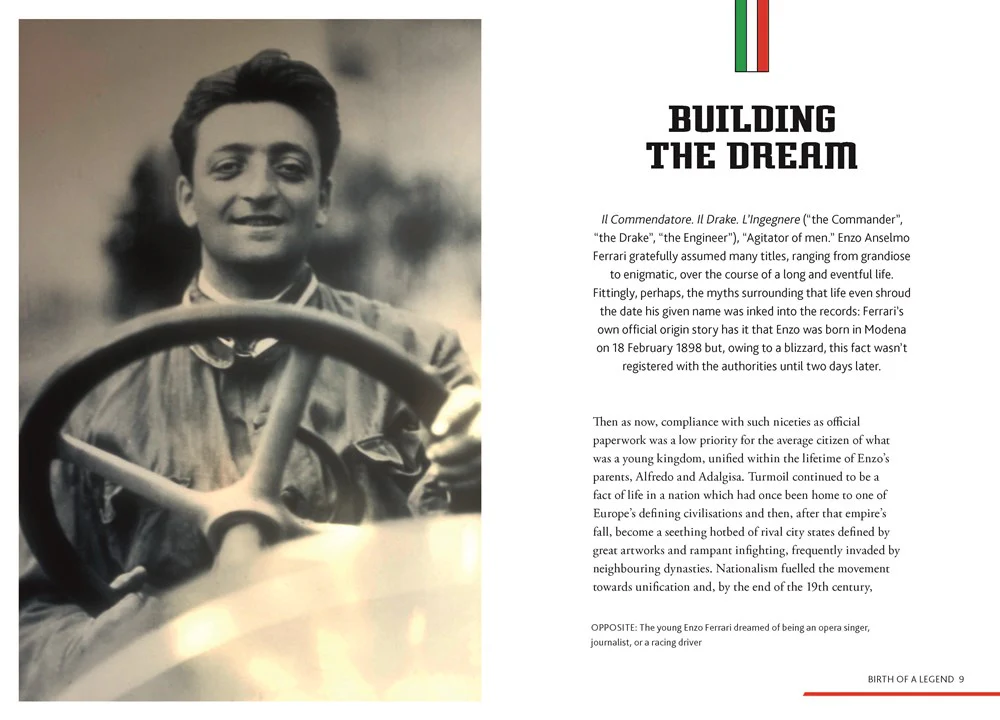 BUILDING
THE DREAM
Il Commendatore. Il Drake. L'Ingegnere (“the Commander”,
“the Drake”, “the Engineer”), “Agitator of men.” Enzo Anselmo
Ferrari gratefully assumed many titles, ranging from grandiose
to enigmatic, over the course of a long and eventful life.
Fittingly, perhaps, the myths surrounding that life even shroud
the date his given name was inked into the records: Ferrari's
own official origin story has it that Enzo was born in Modena
on 18 February 1898 but, owing to a blizzard, this fact wasn't
registered with the authorities until two days later.
Then as now, compliance with such niceties as official
paperwork was a low priority for the average citizen of what
was a young kingdom, unified within the lifetime of Enzo’s
parents, Alfredo and Adalgisa. Turmoil continued to be a
fact of life in a nation which had once been home to one of
Europe’s defining civilisations and then, after that empire’s
fall, become a seething hotbed of rival city states defined by
great artworks and rampant infighting, frequently invaded by
neighbouring dynasties. Nationalism fuelled the movement
towards unification and, by the end of the 19th century,
OPPOSITE: The young Enzo Ferrari dreamed of being an opera singer,
journalist, or a racing driver
BIRTH OF A LEGEND 9